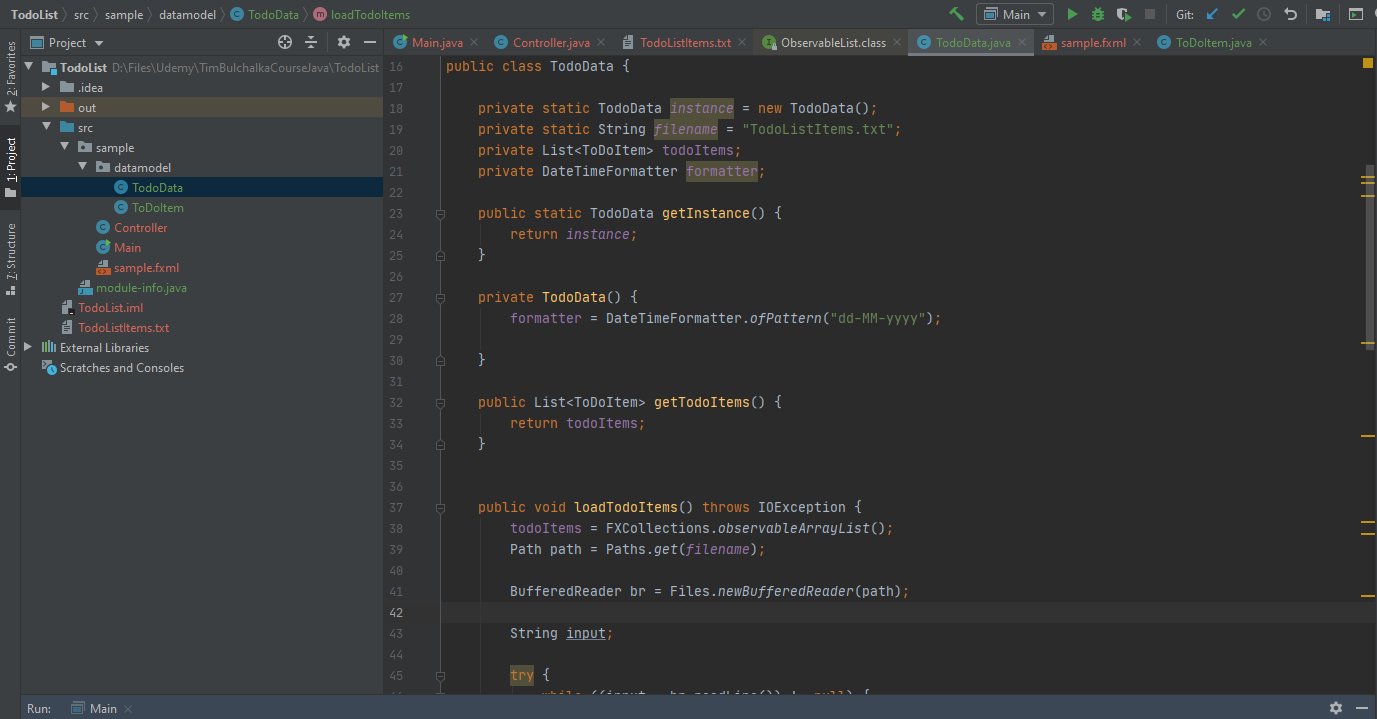 TodoList src sample datamodel TodoData loadTodoItems
Main Git:
Project
Main.java Controller.java TodoListItems.txt ObservableList.class TodoData.java sample.fxml ToDoItem.java
2: Favorites
1: Project
7: Structure
Commit
TodoList D:\Files\Udemy\TimBulchalkaCourseJava\TodoList
.idea
out
src
sample
datamodel
TodoData
ToDoItem
Controller
Main
sample.fxml
module-info.java
TodoList.iml
TodoListItems.txt
External Libraries
Scratches and Consoles
16 public class TodoData {
17
18 private static TodoData instance = new TodoData();
19 private static String filename = "TodoListItems.txt";
20 private List<ToDoItem> todoItems;
21 private DateTimeFormatter formatter;
22
23 public static TodoData getInstance() {
24 return instance;
25 }
26
27 private TodoData() {
28 formatter = DateTimeFormatter.ofPattern("dd-MM-yyyy");
29
30 }
31
32 public List<ToDoItem> getTodoItems() {
33 return todoItems;
34 }
35
36
37 public void loadTodoItems() throws IOException {
38 todoItems = FXCollections.observableArrayList();
39 Path path = Paths.get(filename);
40
41 BufferedReader br = Files.newBufferedReader(path);
42
43 String input;
44
45 try {
Run: Main